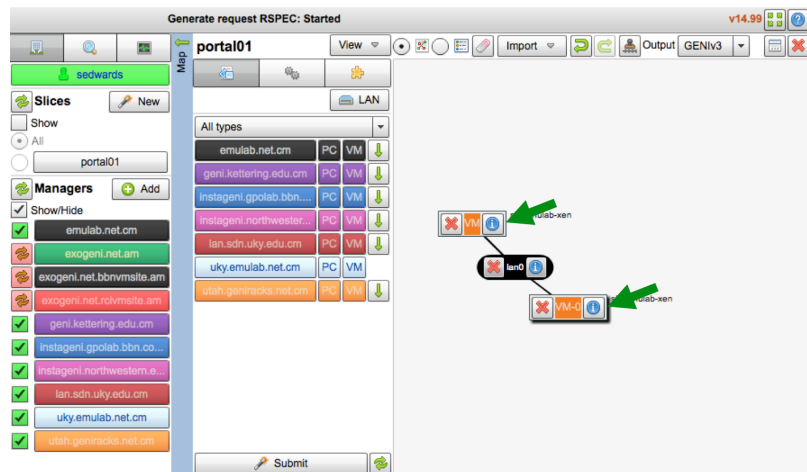 Generate request RSPEC: Started
v14.99
sedwards
Slices
New
Show
All
portal01
Managers
Add
Show/Hide
emulab.net.cm
exogeni.net.am
exogeni.net.bbnvmsite.am
exogeni.net.rcivmsite.am
geni.kettering.edu.cm
instageni.gpolab.bbn.co...
instageni.northwestern.e...
lan.sdn.uky.edu.cm
uky.emulab.net.cm
utah.geniracks.net.cm
Map
portal01
View
LAN
All types
emulab.net.cm PC VM
geni.kettering.edu.cm PC VM
instageni.gpolab.bbn.... PC VM
instageni.northwester... PC VM
lan.sdn.uky.edu.cm PC VM
uky.emulab.net.cm PC VM
utah.geniracks.net.cm PC VM
Submit
Import
Output
GENIv3
VM
lan0
VM-0